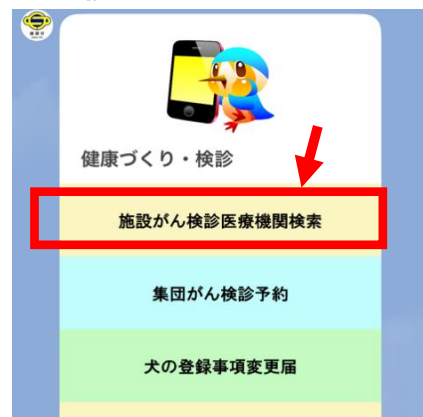 健康づくり・検診
施設がん検診医療機関検索
集団がん検診予約
犬の登録事項変更届